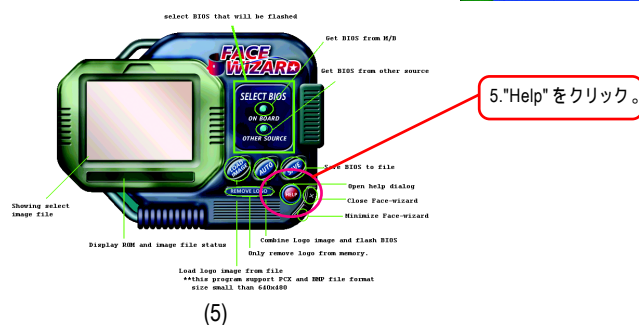 select BIOS that will be flashed
Get BIOS from M/B
FACE
WIZARD
Get BIOS from other source
SELECT BIOS
ON BOARD
OTHER SOURCE
5."Help" をクリック。
LOAD IMAGE
AUTO
SAVE
Save BIOS to file
REMOVE LOGO
HELP
Open help dialog
Close Face-wizard
Minimize Face-wizard
Showing select
image file
Display ROM and image file status
Combine Logo image and flash BIOS
Only remove logo from memory.
Load logo image from file
**this program support PCX and BMP file format
size small than 640x480
(5)